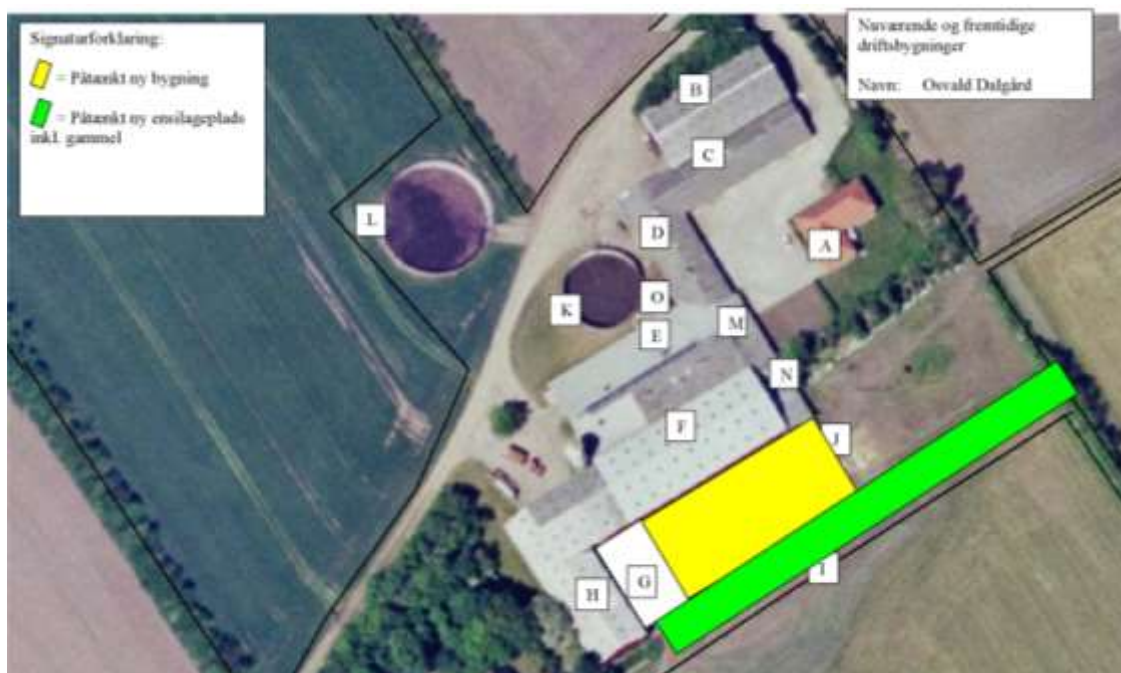 Signaturforklaring:
= Påtænkt ny bygning
= Påtænkt ny ensilageplads
inkl. gammel
Nuværende og fremtidige
driftsbygninger
Navn: Osvald Dalgård
B
C
L
D
A
O
K
M
E
N
F
J
I
G
H